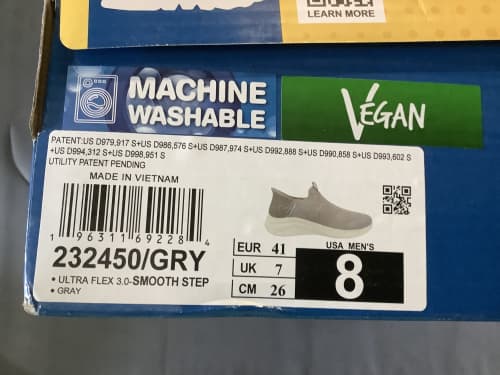 LEARN MORE
MACHINE
WASHABLE
VEGAN
PATENT:US D979,917 S+US D986,576 S+US D987,974 S+US D992,888 S+US D990,858 S+US D993,602 S
+US D994,312 S+US D998,951 S
UTILITY PATENT PENDING
MADE IN VIETNAM
1 96311 69228 4
232450/GRY
• ULTRA FLEX 3.0-SMOOTH STEP
• GRAY
EUR 41
UK 7
CM 26
USA MEN'S
8